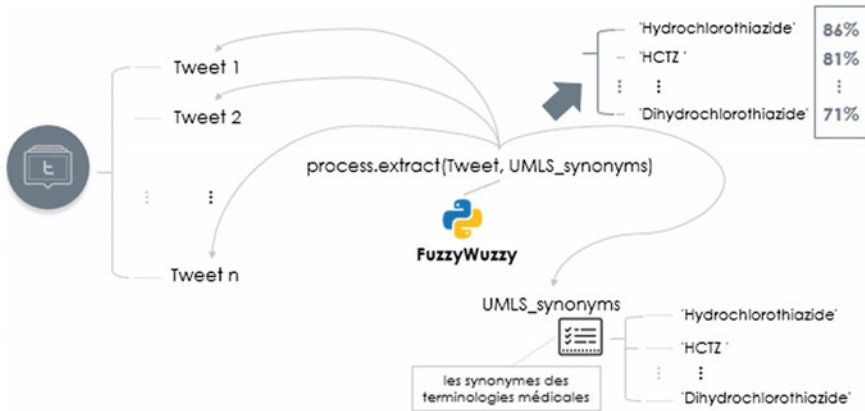 Tweet 1
Tweet 2
Tweet n
t
process.extract(Tweet, UMLS_synonyms)
FuzzyWuzzy
'Hydrochlorothiazide' 86%
'HCTZ ' 81%
'Dihydrochlorothiazide' 71%
UMLS_synonyms
les synonymes des
terminologies médicales
'Hydrochlorothiazide'
'HCTZ '
'Dihydrochlorothiazide'